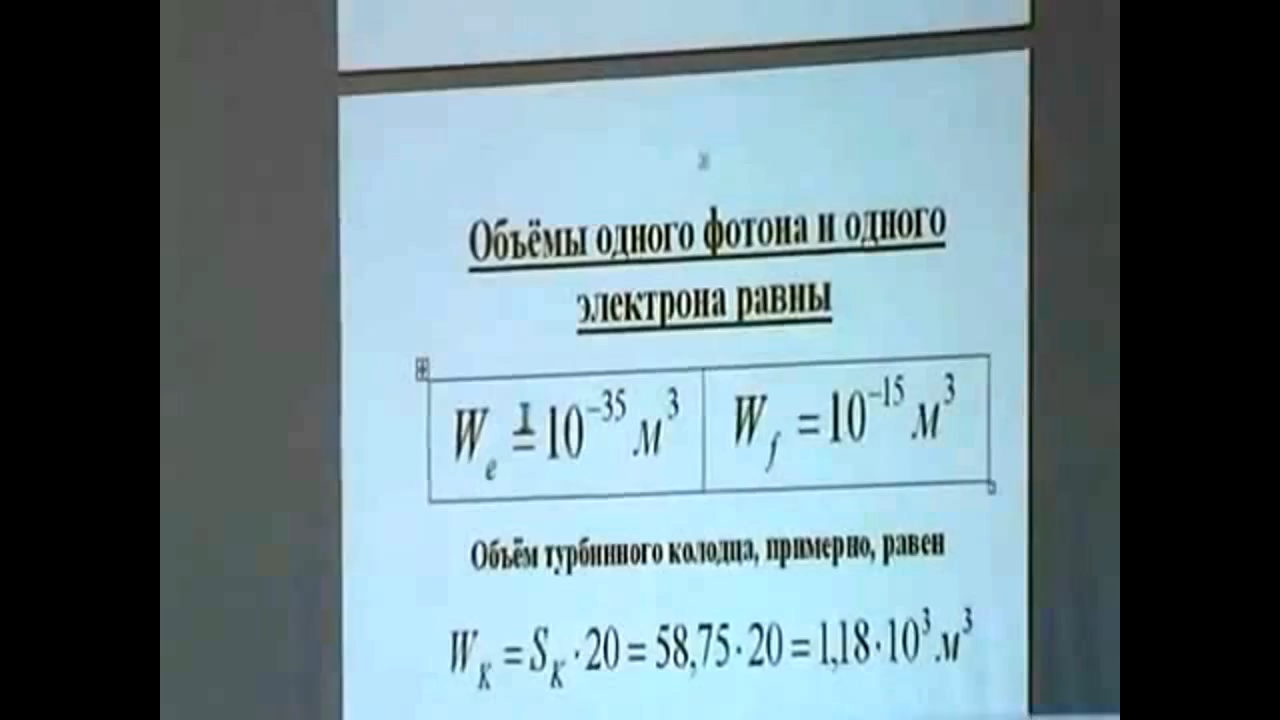 Объёмы одного фотона и одного
электрона равны
W_e = 10^{-35} м^3 W_f = 10^{-15} м^3
Объём турбинного колодца, примерно, равен
W_K = S_K · 20 = 58,75 · 20 = 1,18 · 10^3 м^3